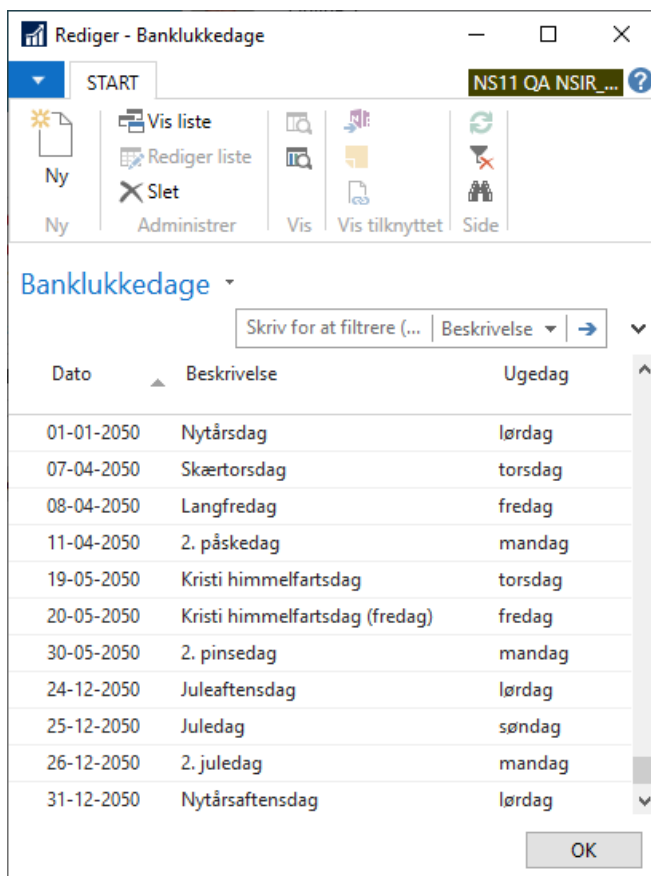 Rediger - Banklukkedage
START
NS11 QA NSIR_...
Ny
Vis liste
Rediger liste
Slet
Ny
Administrer
Vis
Vis tilknyttet
Side
Banklukkedage
Skriv for at filtrere (... Beskrivelse
Dato Beskrivelse Ugedag
01-01-2050 Nytårsdag lørdag
07-04-2050 Skærtorsdag torsdag
08-04-2050 Langfredag fredag
11-04-2050 2. påskedag mandag
19-05-2050 Kristi himmelfartsdag torsdag
20-05-2050 Kristi himmelfartsdag (fredag) fredag
30-05-2050 2. pinsedag mandag
24-12-2050 Juleaftensdag lørdag
25-12-2050 Juledag søndag
26-12-2050 2. juledag mandag
31-12-2050 Nytårsaftensdag lørdag
OK